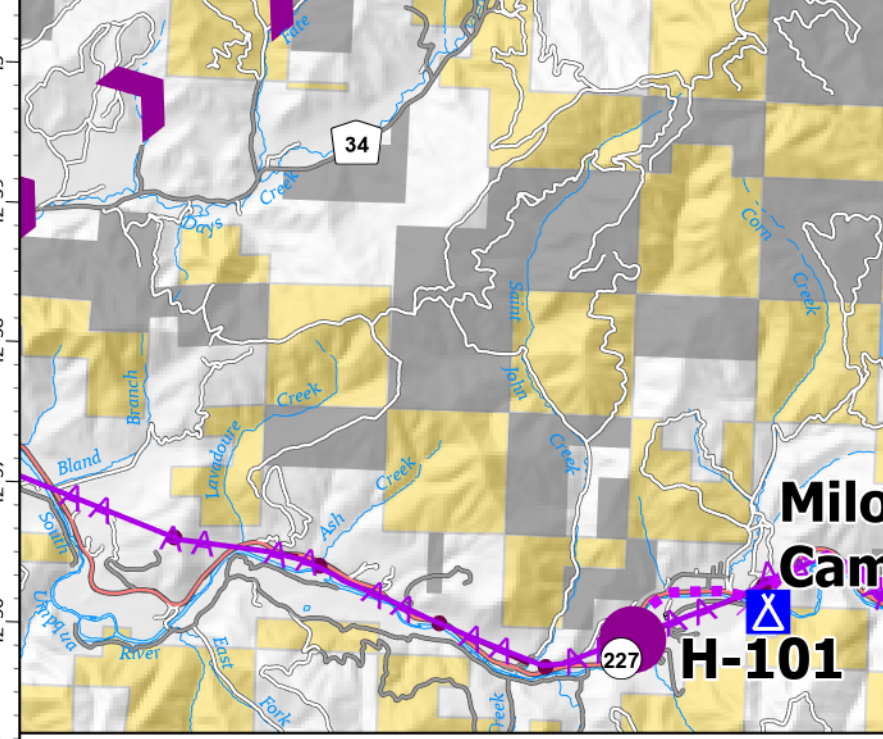 Fate
34
Creek
Days
Corn
Creek
Saint
John
Creek
Branch
Creek
Lavadoure
Bland
Creek
Ash
South
Umpqua
River
East
Fork
reek
Milo
Cam
227
H-101